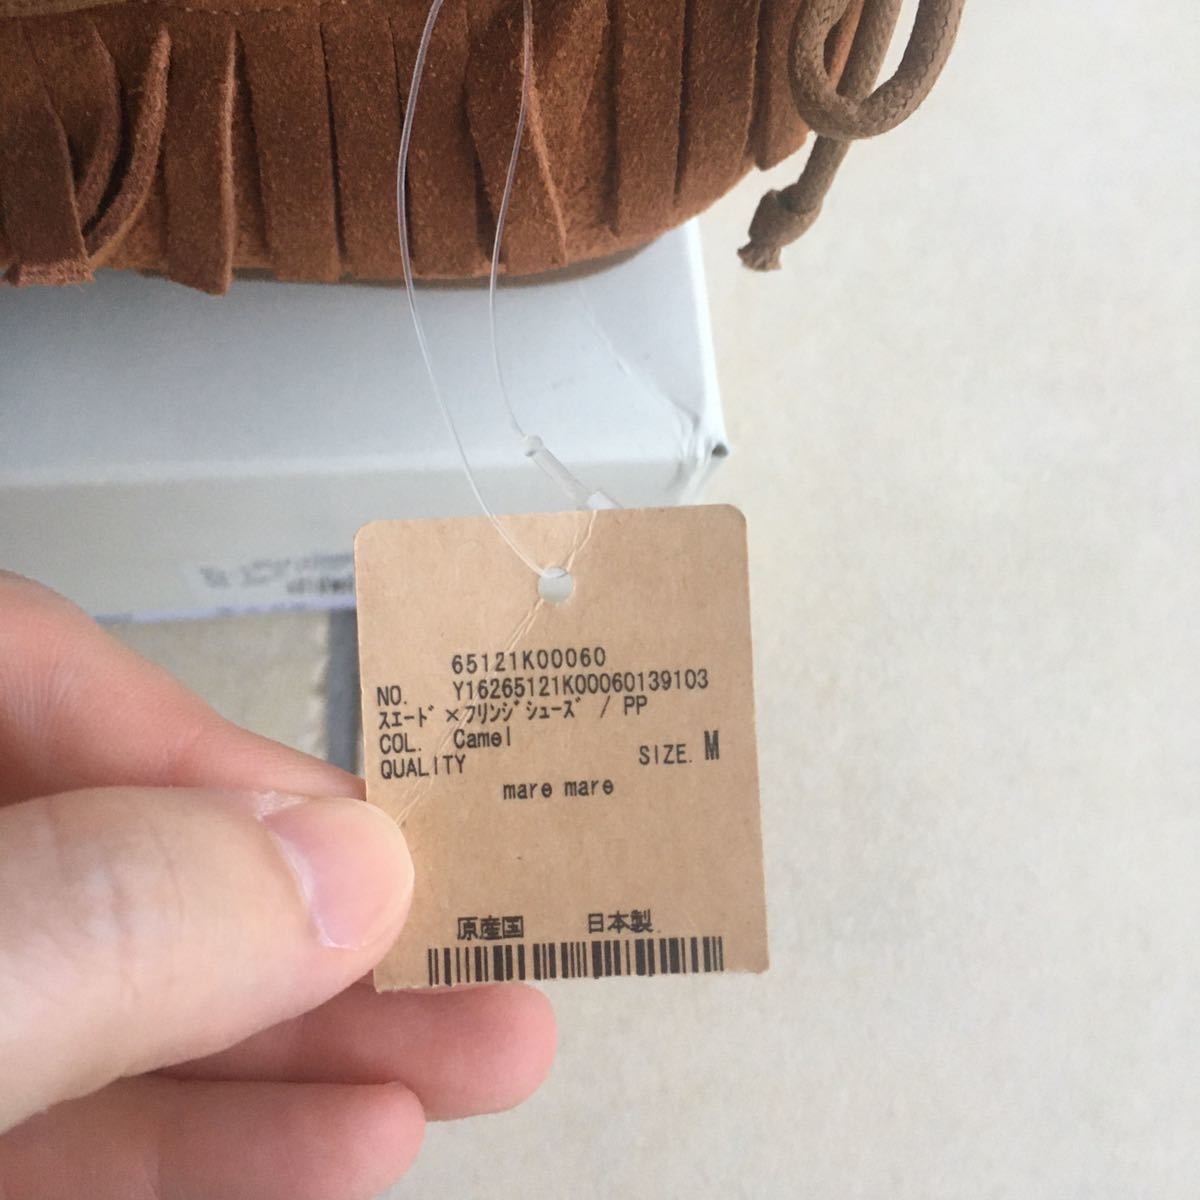 65121K00060
NO. Y16265121K00060139103
ｽｴｰﾄﾞ×ﾌﾘﾝｼﾞｼｭｰｽﾞ / PP
COL. Camel
QUALITY SIZE. M
mare mare
原産国 日本製